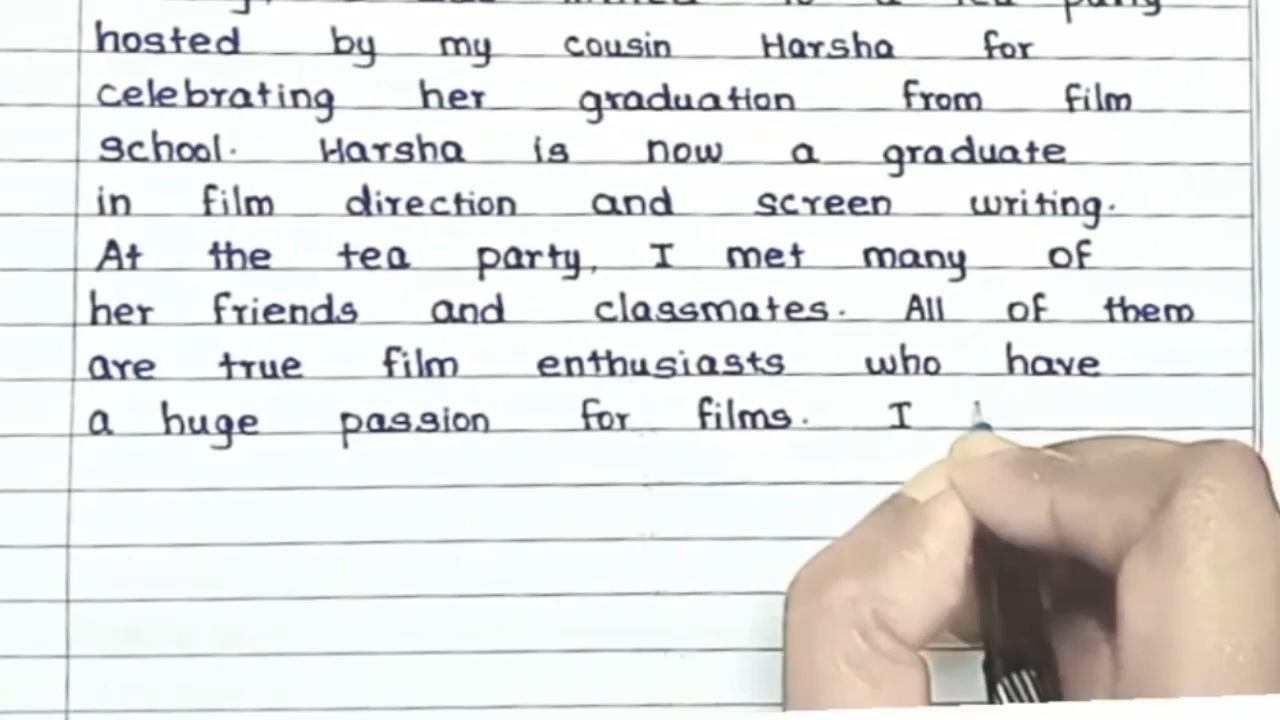 a tea party
hosted by my cousin Harsha for
celebrating her graduation from film
school. Harsha is now a graduate
in film direction and screen writing.
At the tea party, I met many of
her friends and classmates. All of them
are true film enthusiasts who have
a huge passion for films. I